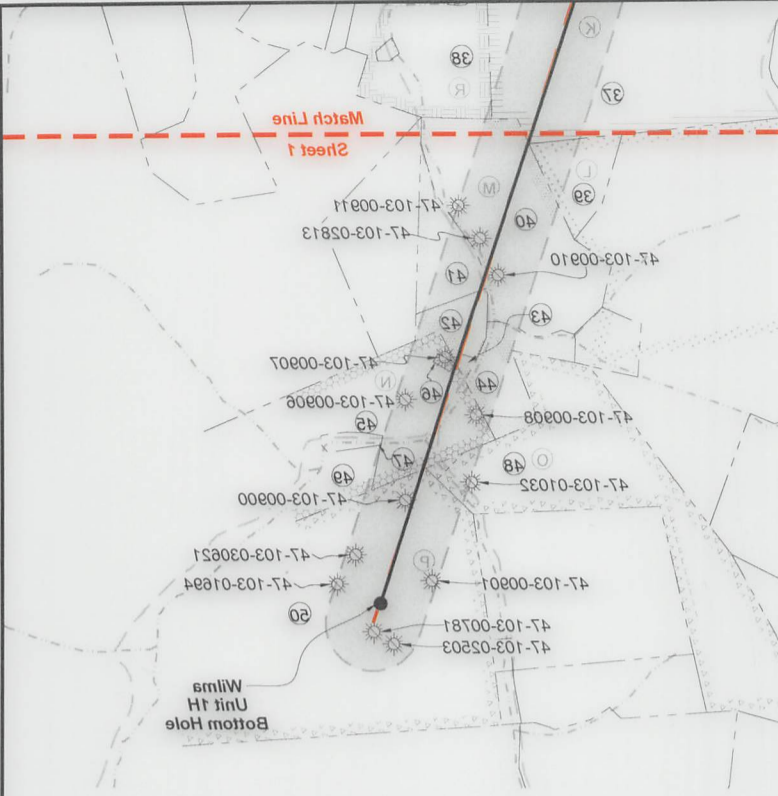 K
38
R
37
Match Line
Sheet 1
L
M
39
47-103-00911
40
47-103-02813
47-103-00910
41
43
42
47-103-00907
N
46
44
47-103-00906
47-103-00908
45
47
48
O
49
47-103-01032
47-103-00900
47-103-030621
P
47-103-01694
47-103-00901
50
47-103-00781
47-103-02503
Wilma
Unit 1H
Bottom Hole